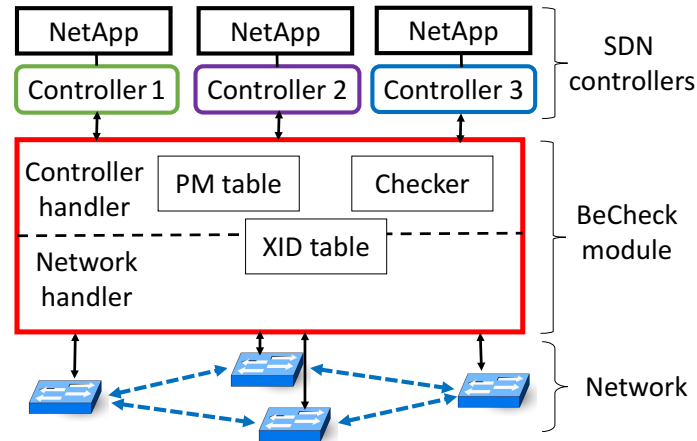 NetApp
NetApp
NetApp
SDN
controllers
Controller 1
Controller 2
Controller 3
Controller
handler
PM table
Checker
BeCheck
module
XID table
Network
handler
Network